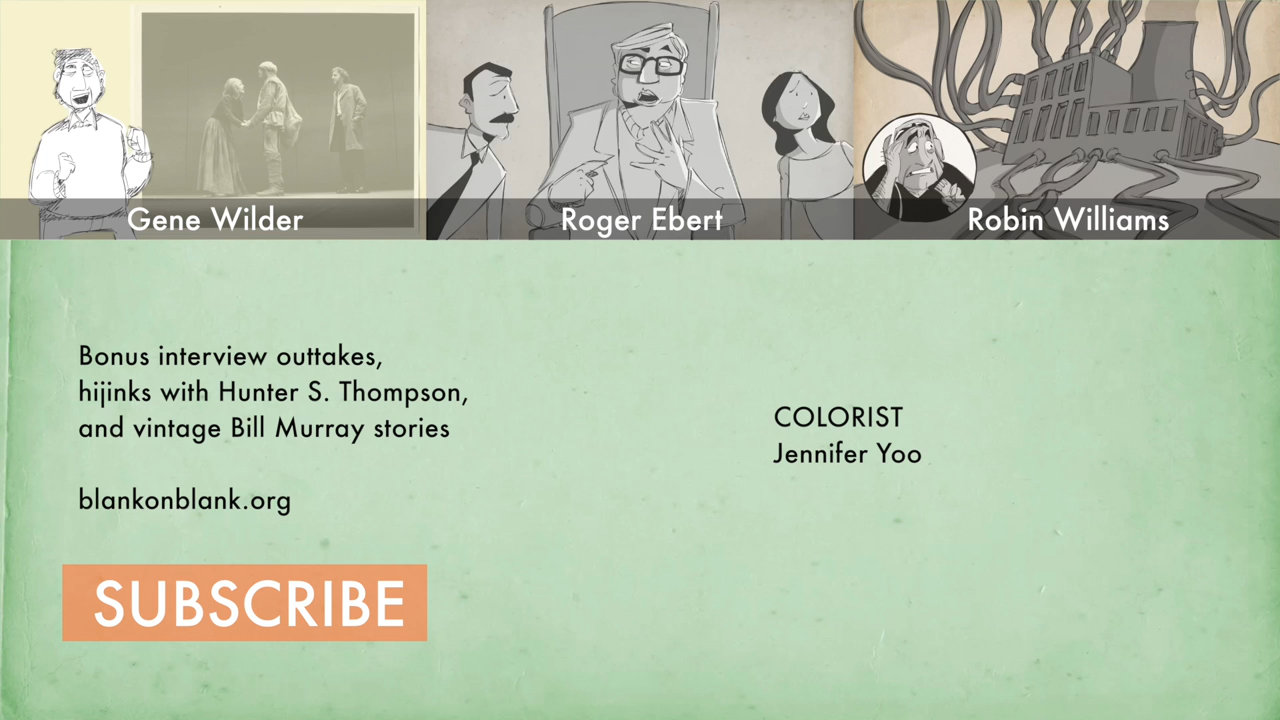 Gene Wilder
Roger Ebert
Robin Williams
Bonus interview outtakes,
hijinks with Hunter S. Thompson,
and vintage Bill Murray stories
blankonblank.org
SUBSCRIBE
COLORIST
Jennifer Yoo